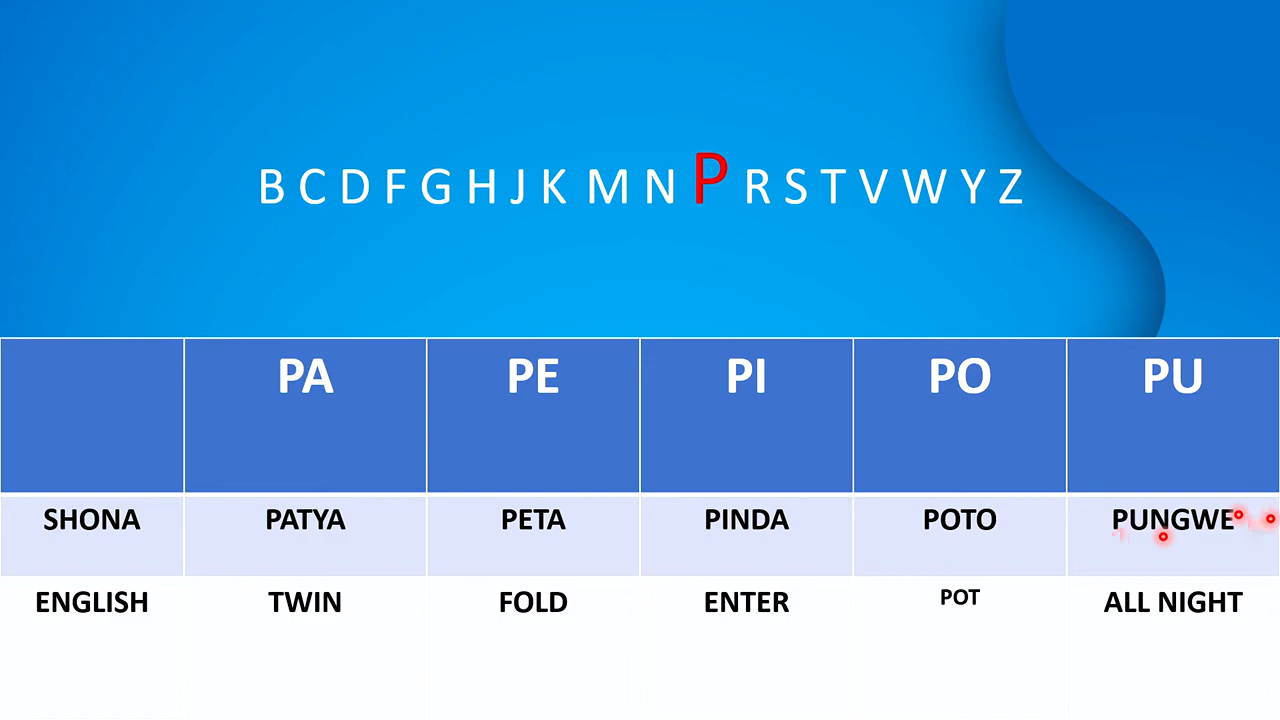 B C D F G H J K M N P R S T V W Y Z
PA PE PI PO PU
SHONA PATYA PETA PINDA POTO PUNGWE
ENGLISH TWIN FOLD ENTER POT ALL NIGHT